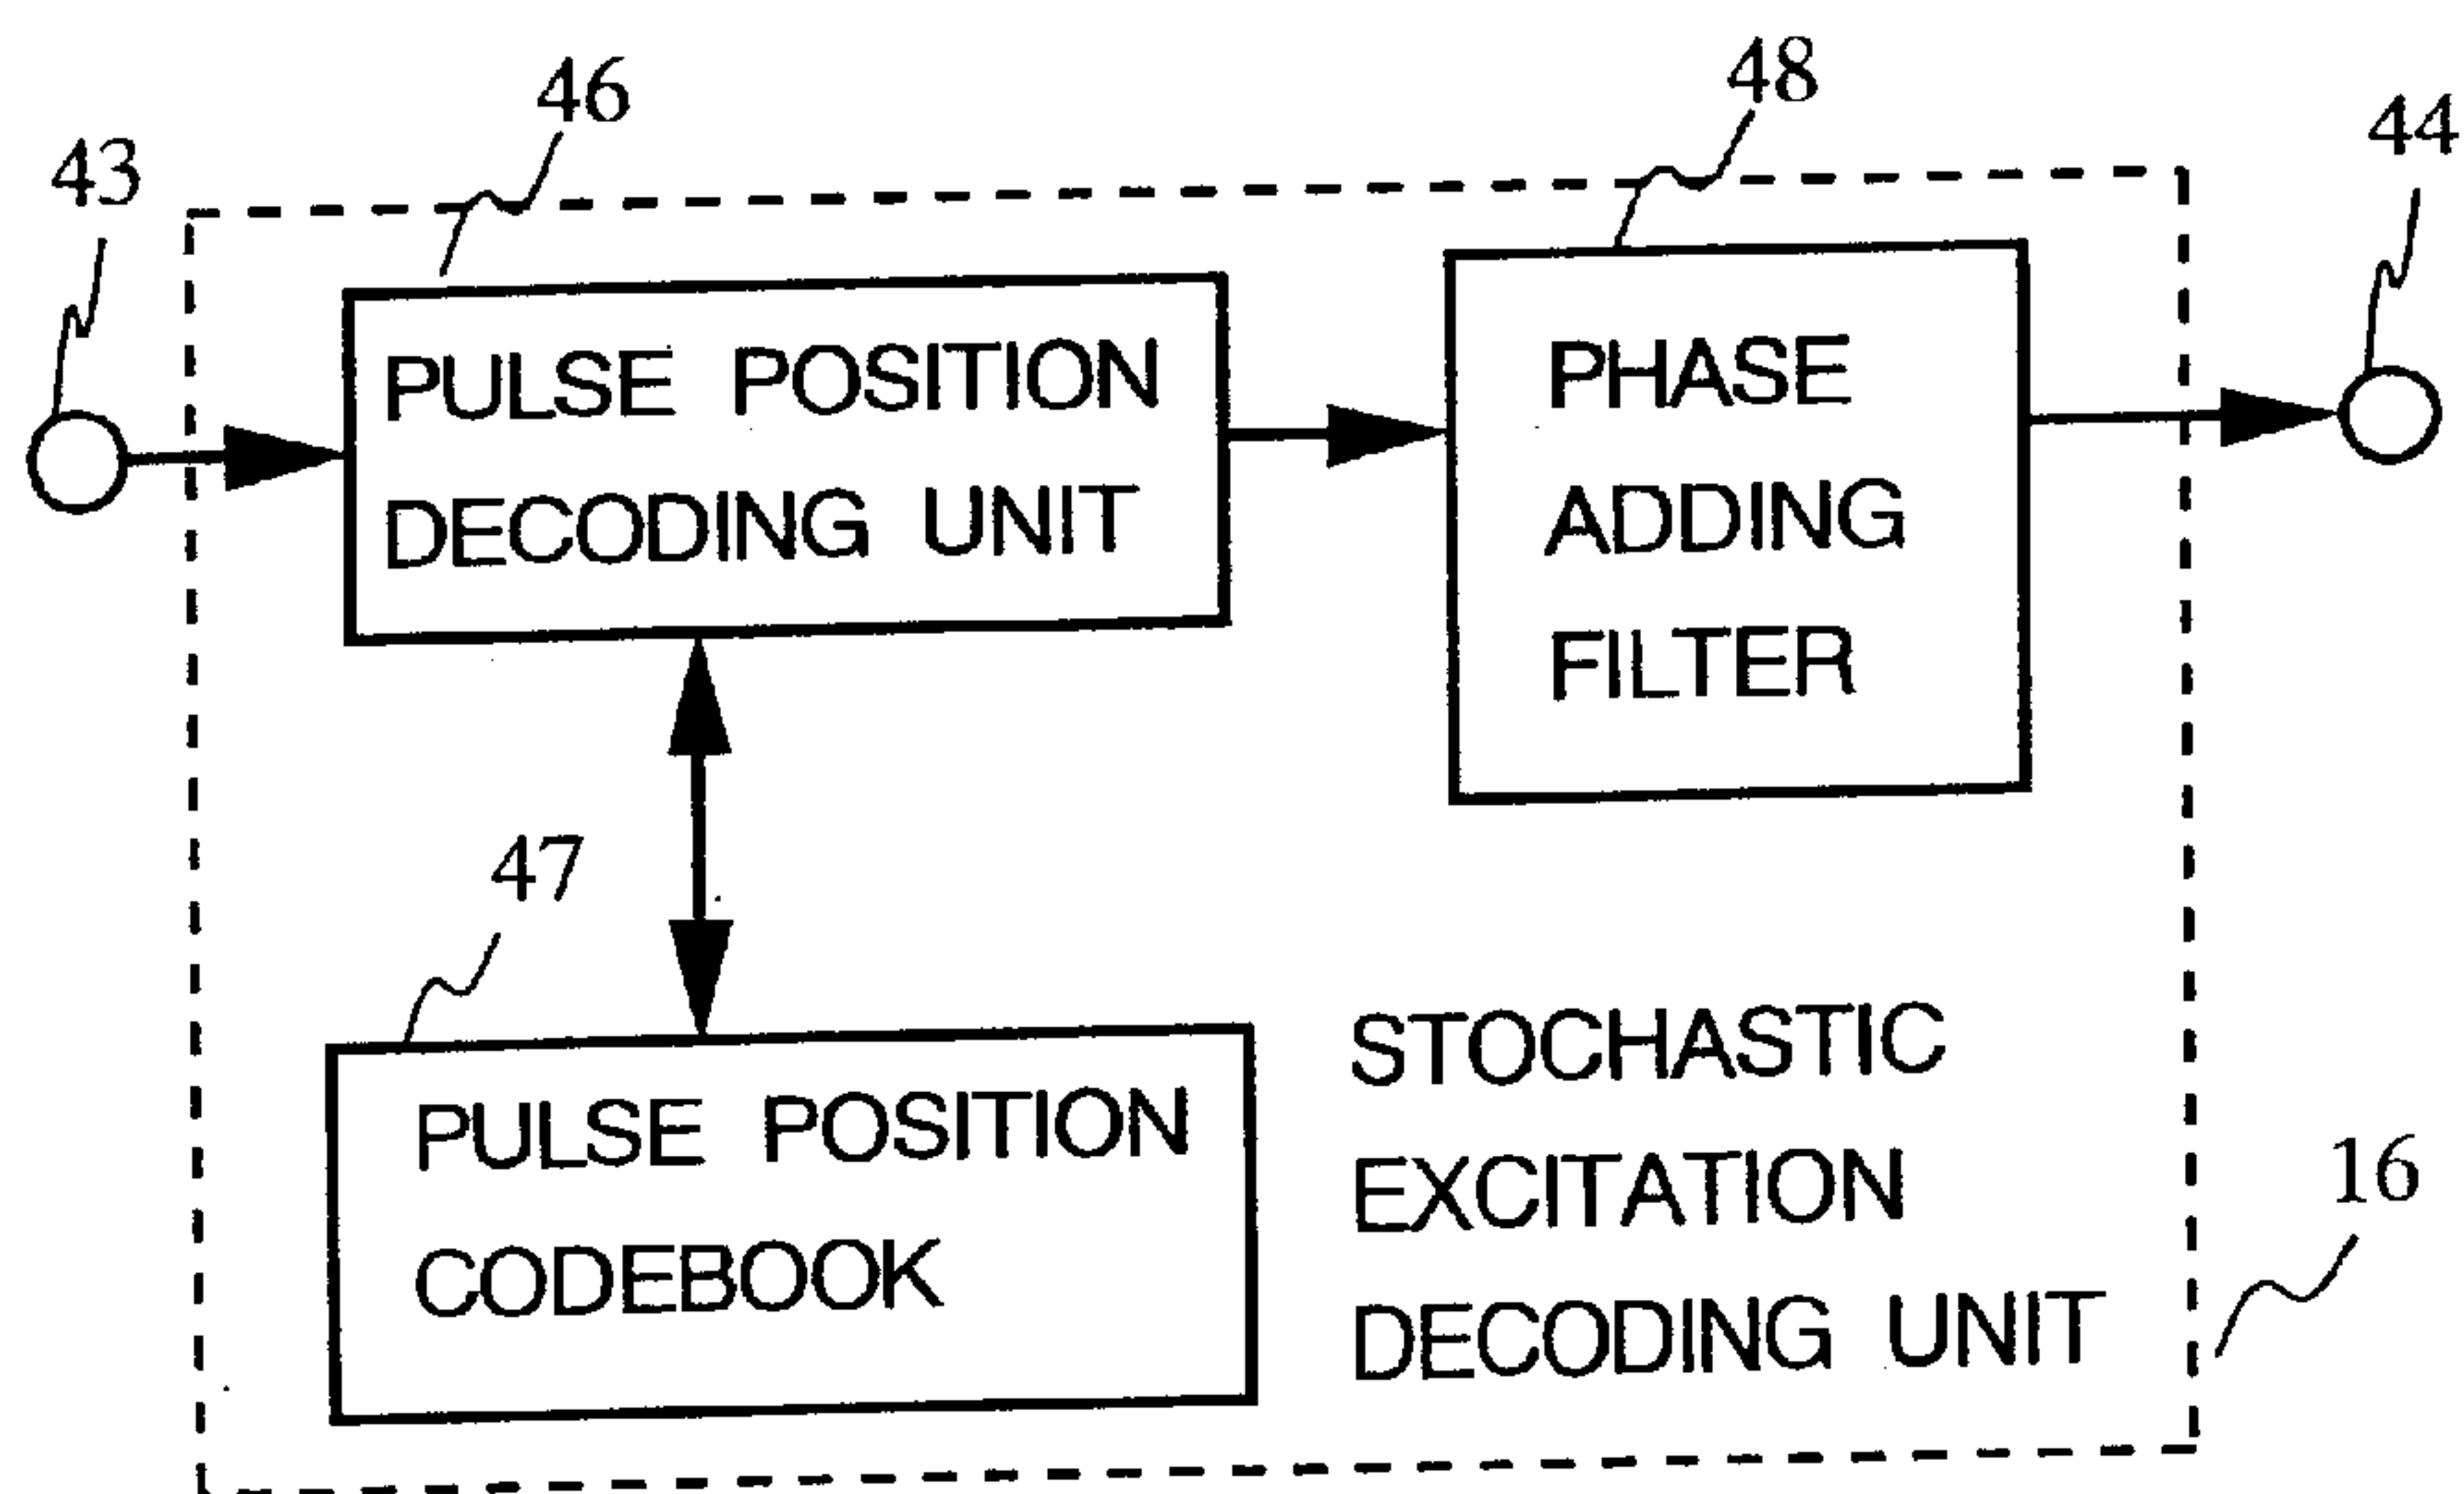 46
48
44
43
PULSE POSITION
DECODING UNIT
PHASE
ADDING
FILTER
47
PULSE POSITION
CODEBOOK
STOCHASTIC
EXCITATION
DECODING UNIT
16